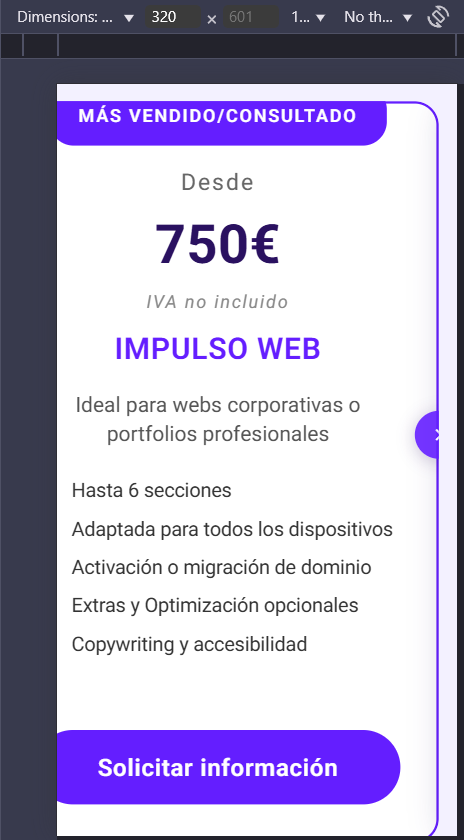 Dimensions: ... 320 × 601 1... No th...
MÁS VENDIDO/CONSULTADO
Desde
750€
IVA no incluido
IMPULSO WEB
Ideal para webs corporativas o
portfolios profesionales
Hasta 6 secciones
Adaptada para todos los dispositivos
Activación o migración de dominio
Extras y Optimización opcionales
Copywriting y accesibilidad
Solicitar información